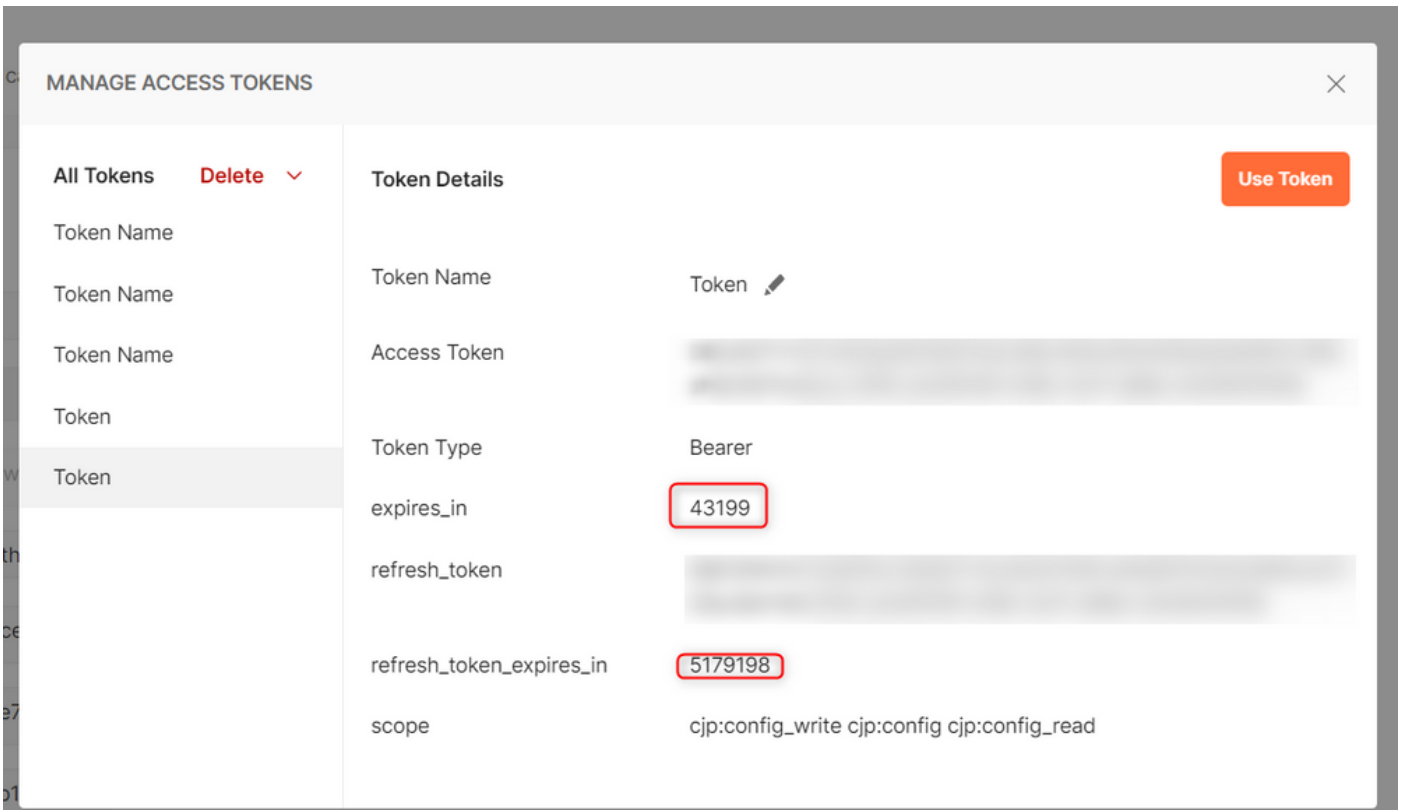 MANAGE ACCESS TOKENS
All Tokens Delete
Token Name
Token Name
Token Name
Token
Token
Token Details
Use Token
Token Name Token
Access Token
Token Type Bearer
expires_in 43199
refresh_token
refresh_token_expires_in 5179198
scope cjp:config_write cjp:config cjp:config_read